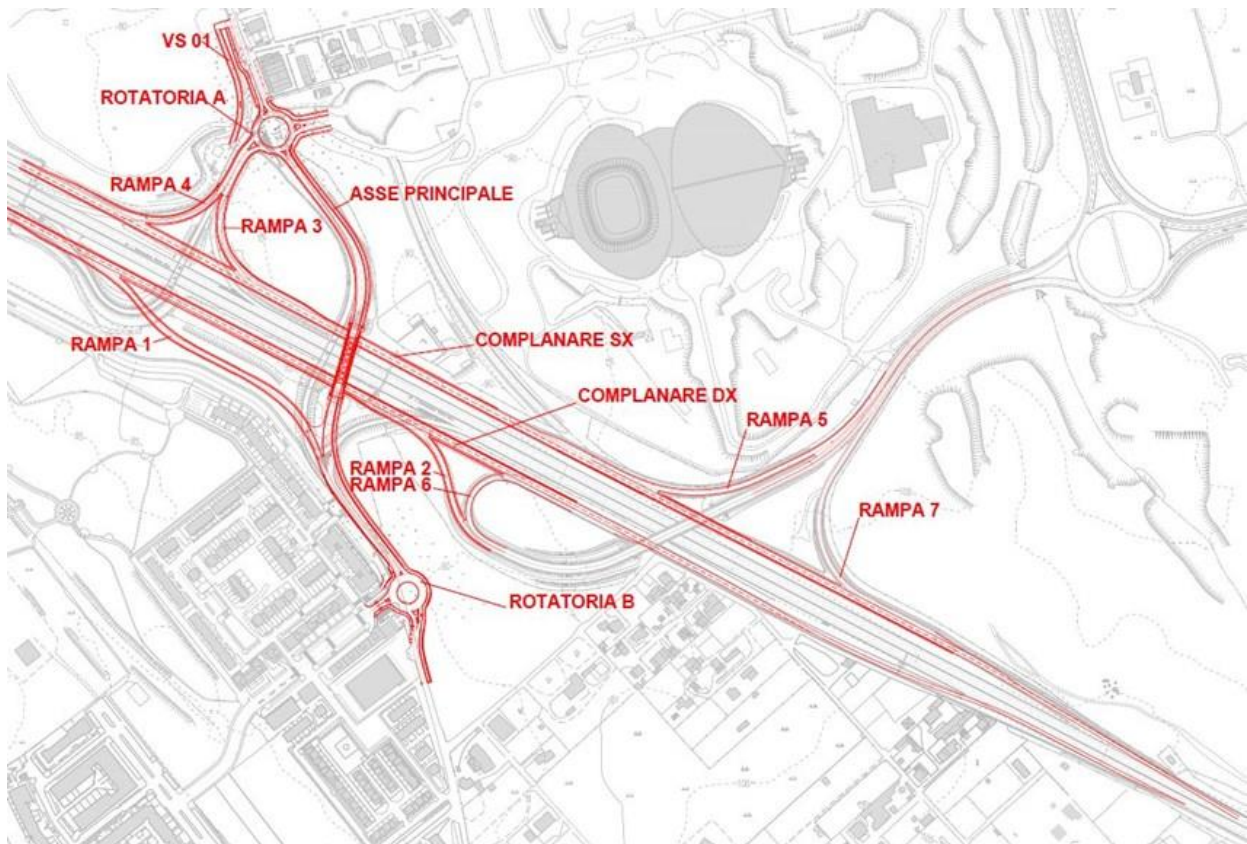 VS 01
ROTATORIA A
RAMPA 4
ASSE PRINCIPALE
RAMPA 3
RAMPA 1
COMPLANARE SX
COMPLANARE DX
RAMPA 5
RAMPA 2
RAMPA 6
RAMPA 7
ROTATORIA B